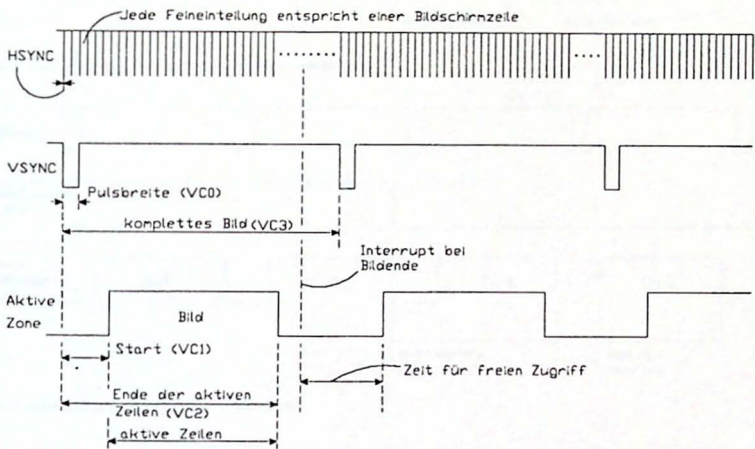 Jede Feineinteilung entspricht einer Bildschirmzeile
HSYNC
VSYNC
Pulsbreite (VC0)
komplettes Bild (VC3)
Interrupt bei
Bildende
Aktive
Zone
Bild
Start (VC1)
Zeit für freien Zugriff
Ende der aktiven
Zeilen (VC2)
aktive Zeilen